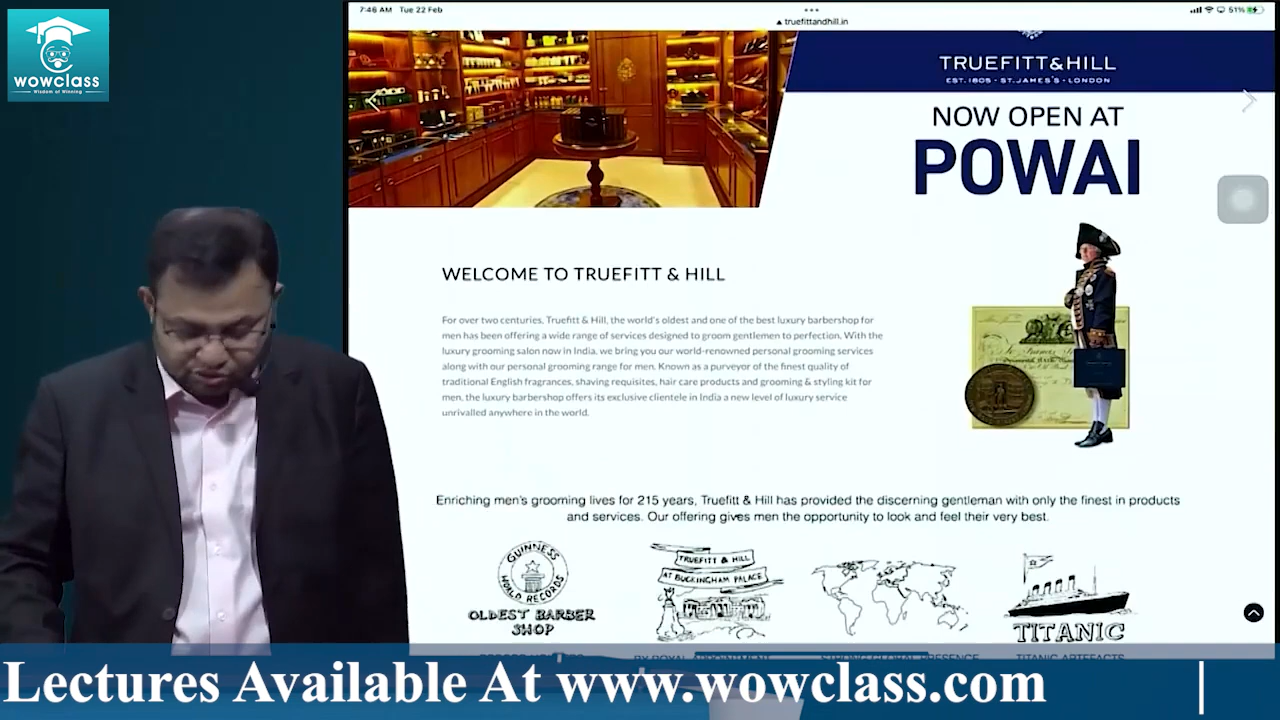 wowclass
Wisdom of Winning
7:46 AM Tue 22 Feb
51%
truefittandhill.in
TRUEFITT&HILL
EST. 1805 - ST.JAMES'S - LONDON
NOW OPEN AT
POWAI
WELCOME TO TRUEFITT & HILL
For over two centuries, Truefitt & Hill, the world's oldest and one of the best luxury barbershop for
men has been offering a wide range of services designed to groom gentlemen to perfection. With the
luxury grooming salon now in India, we bring you our world-renowned personal grooming services
along with our personal grooming range for men. Known as a purveyor of the finest quality of
traditional English fragrances, shaving requisites, hair care products and grooming & styling kit for
men, the luxury barbershop offers its exclusive clientele in India a new level of luxury service
unrivalled anywhere in the world.
Enriching men's grooming lives for 215 years, Truefitt & Hill has provided the discerning gentleman with only the finest in products
and services. Our offering gives men the opportunity to look and feel their very best.
GUINNESS
WORLD RECORDS
OLDEST BARBER
SHOP
TRUEFITT & HILL
AT BUCKINGHAM PALACE
TITANIC
BY ROYAL APPOINTMENT
STRONG GLOBAL PRESENCE
TITANIC ARTEFACTS
Lectures Available At www.wowclass.com